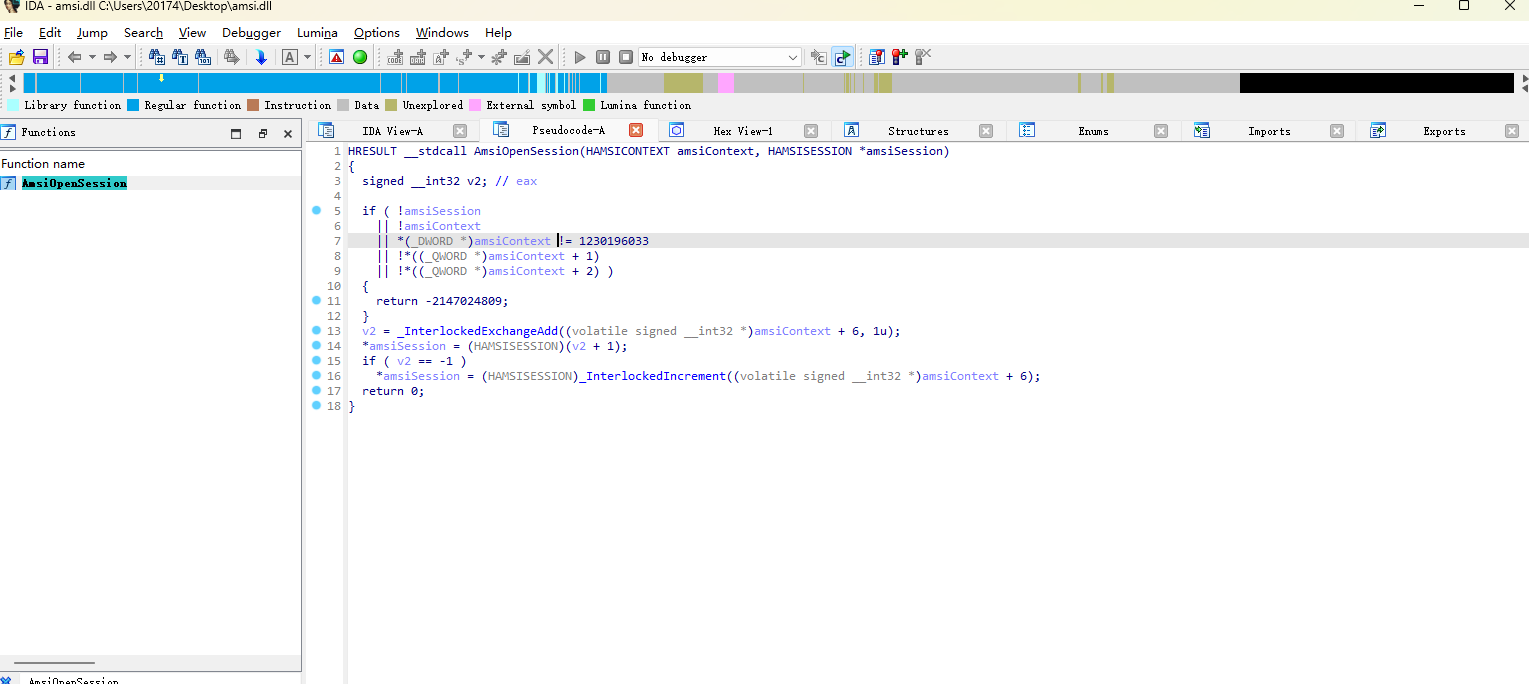 IDA - amsi.dll C:\Users\20174\Desktop\amsi.dll
File Edit Jump Search View Debugger Lumina Options Windows Help
No debugger
Library function Regular function Instruction Data Unexplored External symbol Lumina function
Functions
IDA View-A Pseudocode-A Hex View-1 Structures Enums Imports Exports
Function name
AmsiOpenSession
1 HRESULT __stdcall AmsiOpenSession(HAMSICONTEXT amsiContext, HAMSISESSION *amsiSession)
2 {
3 signed __int32 v2; // eax
4
5 if ( !amsiSession
6 || !amsiContext
7 || *(_DWORD *)amsiContext != 1230196033
8 || !*((_QWORD *)amsiContext + 1)
9 || !*((_QWORD *)amsiContext + 2) )
10 {
11 return -2147024809;
12 }
13 v2 = _InterlockedExchangeAdd((volatile signed __int32 *)amsiContext + 6, 1u);
14 *amsiSession = (HAMSISESSION)(v2 + 1);
15 if ( v2 == -1 )
16 *amsiSession = (HAMSISESSION)_InterlockedIncrement((volatile signed __int32 *)amsiContext + 6);
17 return 0;
18 }
AmsiOpenSession